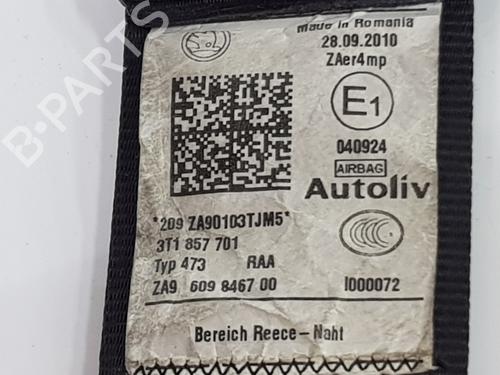 Made in Romania
28.09.2010
ZAer4mp
E1
040924
AIRBAG
Autoliv
*209 ZA90103TJM5*
3T1 857 701
Typ 473 RAA
ZA9 609 8467 00 I000072
Bereich Reece-Naht
B-PARTS